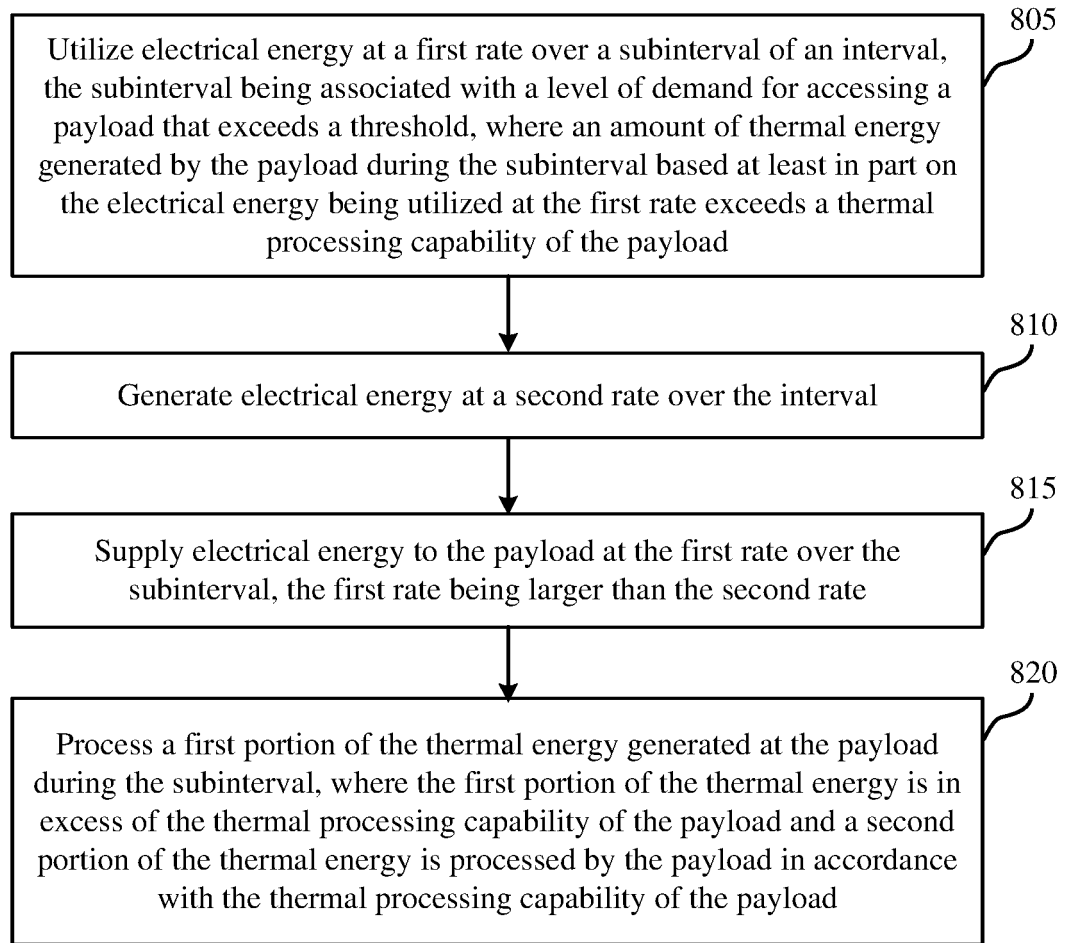 805
Utilize electrical energy at a first rate over a subinterval of an interval,
the subinterval being associated with a level of demand for accessing a
payload that exceeds a threshold, where an amount of thermal energy
generated by the payload during the subinterval based at least in part on
the electrical energy being utilized at the first rate exceeds a thermal
processing capability of the payload
810
Generate electrical energy at a second rate over the interval
815
Supply electrical energy to the payload at the first rate over the
subinterval, the first rate being larger than the second rate
820
Process a first portion of the thermal energy generated at the payload
during the subinterval, where the first portion of the thermal energy is in
excess of the thermal processing capability of the payload and a second
portion of the thermal energy is processed by the payload in accordance
with the thermal processing capability of the payload